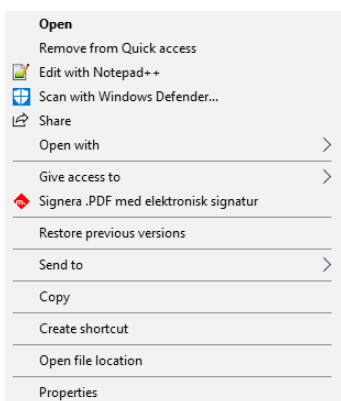 Open
Remove from Quick access
Edit with Notepad++
Scan with Windows Defender...
Share
Open with
Give access to
Signera .PDF med elektronisk signatur
Restore previous versions
Send to
Copy
Create shortcut
Open file location
Properties